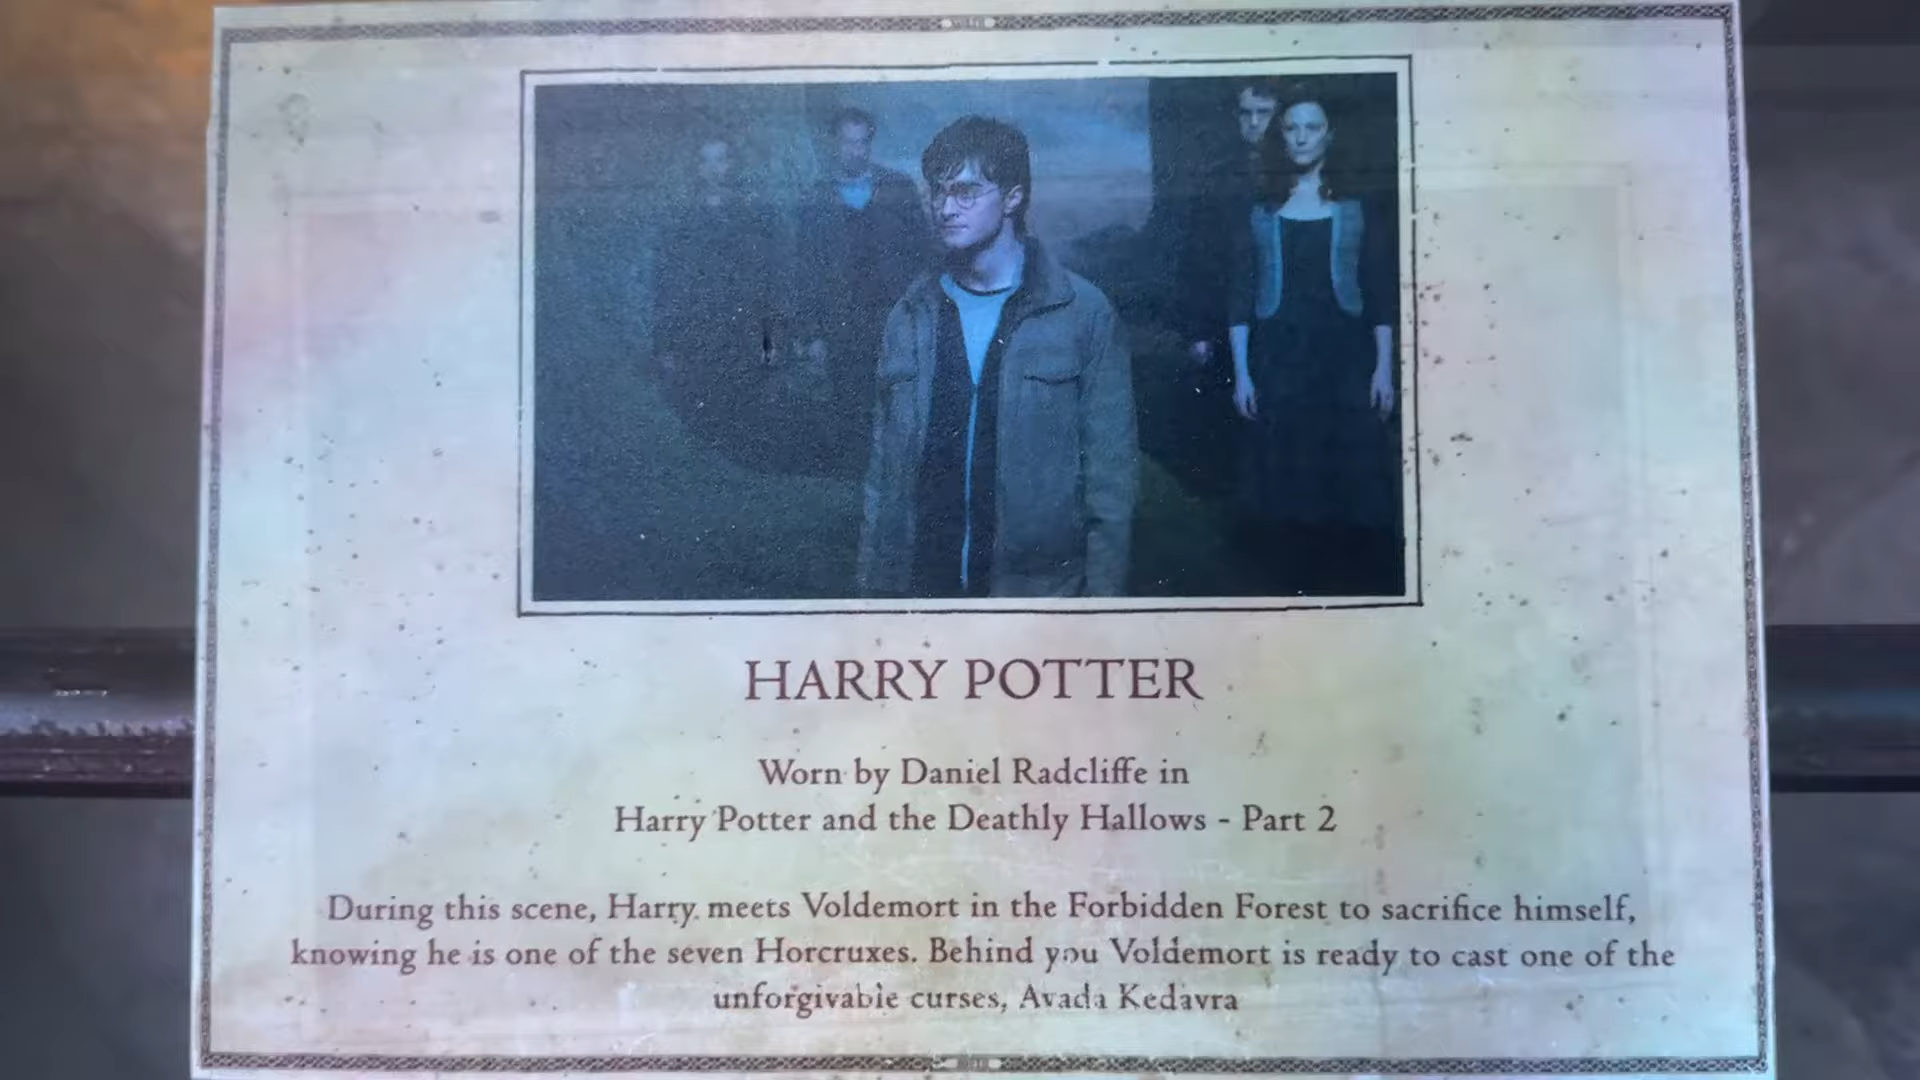 HARRY POTTER
Worn by Daniel Radcliffe in
Harry Potter and the Deathly Hallows - Part 2
During this scene, Harry meets Voldemort in the Forbidden Forest to sacrifice himself,
knowing he is one of the seven Horcruxes. Behind you Voldemort is ready to cast one of the
unforgivable curses, Avada Kedavra